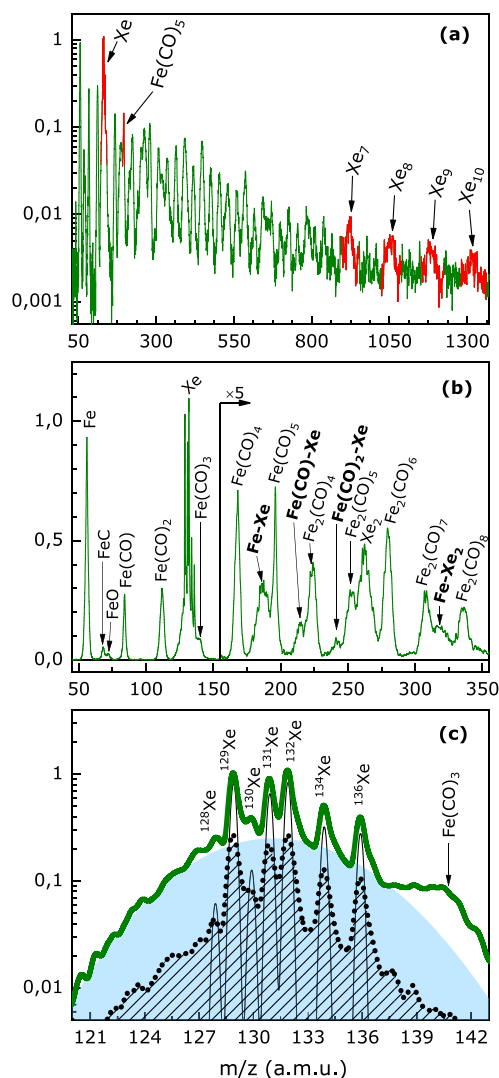 (a)
Xe
Fe(CO)5
Xe7
Xe8
Xe9
Xe10
1
0,1
0,01
0,001
50 300 550 800 1050 1300
(b)
×5
Fe
FeC
FeO
Fe(CO)
Fe(CO)2
Xe
Fe(CO)3
Fe(CO)4
Fe-Xe
Fe(CO)5
Fe(CO)-Xe
Fe2(CO)4
Fe(CO)2-Xe
Fe2(CO)5
Xe2
Fe2(CO)6
Fe2(CO)7
Fe-Xe2
Fe2(CO)8
1,0
0,5
0,0
50 100 150 200 250 300 350
(c)
128Xe
129Xe
130Xe
131Xe
132Xe
134Xe
136Xe
Fe(CO)3
1
0,1
0,01
121 124 127 130 133 136 139 142
m/z (a.m.u.)